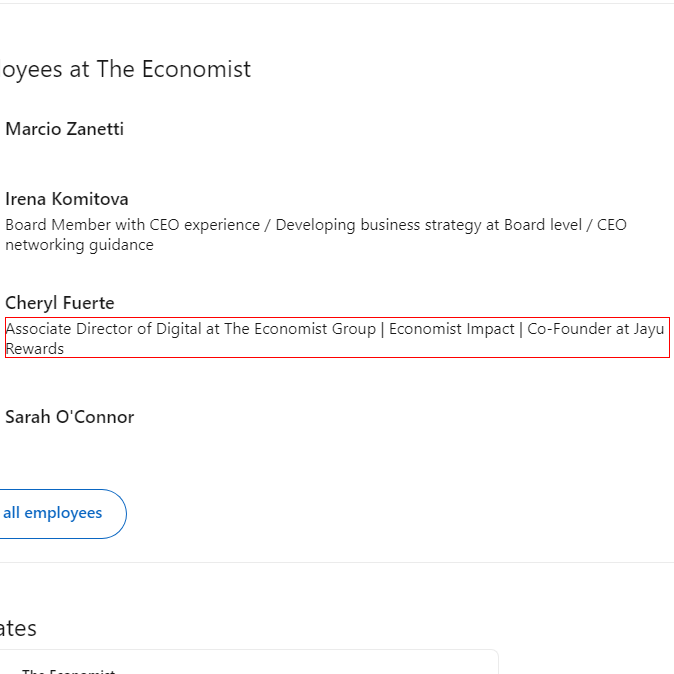 oyees at The Economist
Marcio Zanetti
Irena Komitova
Board Member with CEO experience / Developing business strategy at Board level / CEO
networking guidance
Cheryl Fuerte
Associate Director of Digital at The Economist Group | Economist Impact | Co-Founder at Jayu
Rewards
Sarah O'Connor
all employees
ates
The Economist